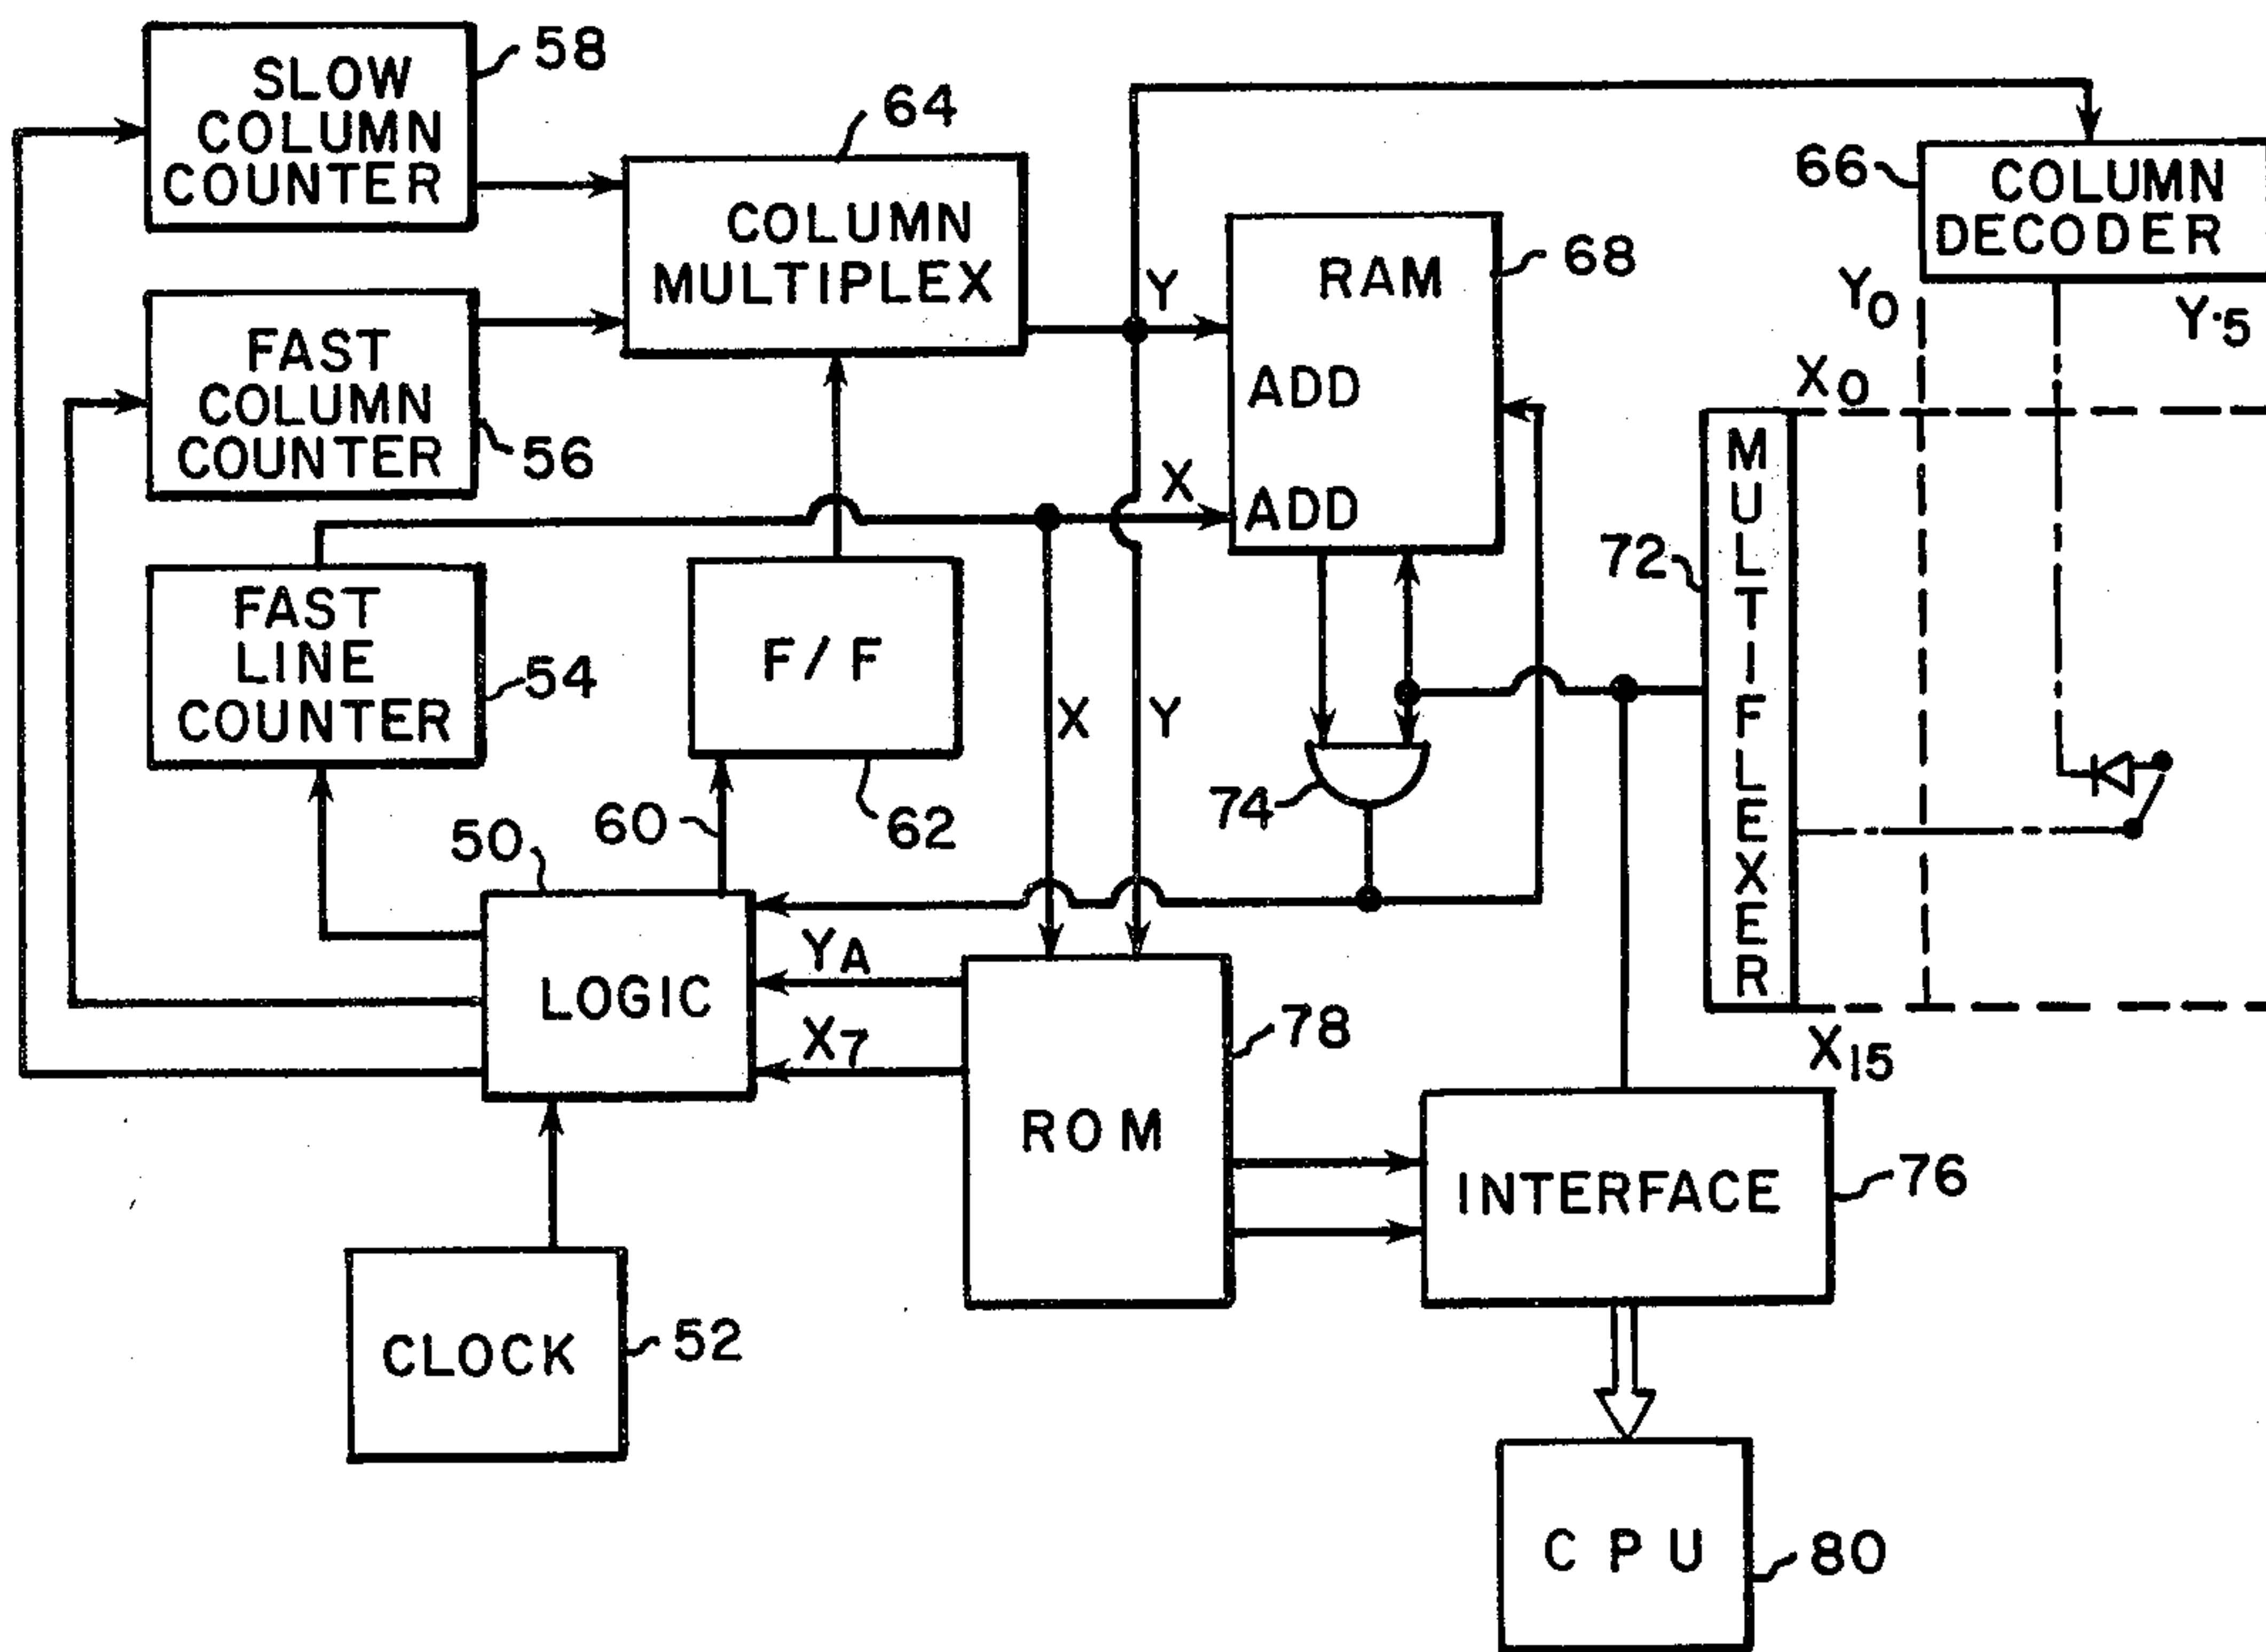 SLOW
COLUMN
COUNTER
58
64
COLUMN
MULTIPLEX
66
COLUMN
DECODER
RAM
68
Y
ADD
X
ADD
Y0
Y.5
X0
FAST
COLUMN
COUNTER
56
FAST
LINE
COUNTER
54
F/F
62
60
X
Y
72
MULTIFLEXER
74
50
LOGIC
YA
X7
78
ROM
X15
INTERFACE
76
CLOCK
52
CPU
80